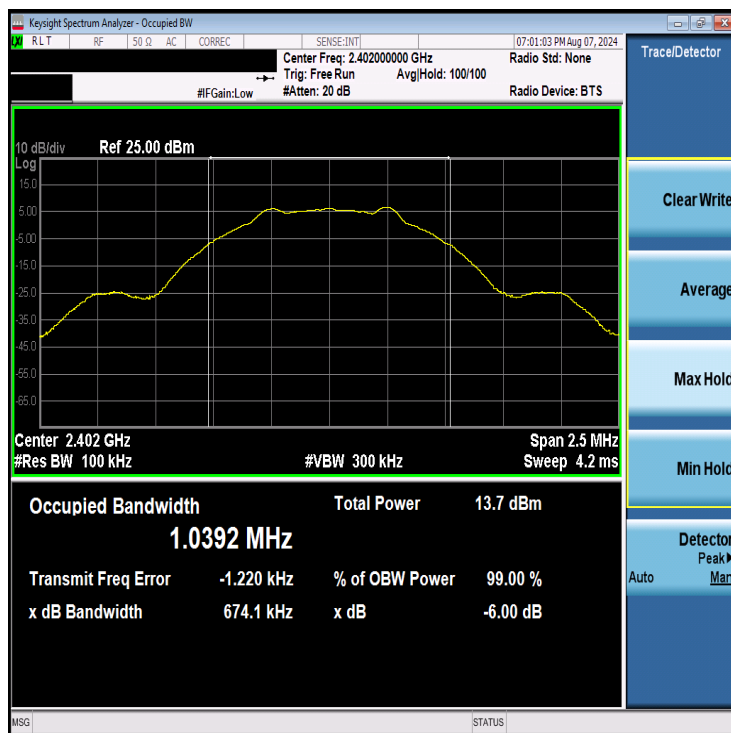 Keysight Spectrum Analyzer - Occupied BW
LXI RLT RF 50 Ω AC CORREC SENSE:INT 07:01:03 PM Aug 07, 2024
Center Freq: 2.402000000 GHz Radio Std: None
Trig: Free Run Avg|Hold: 100/100
#IFGain:Low #Atten: 20 dB Radio Device: BTS
Trace/Detector
10 dB/div Ref 25.00 dBm
Log
15.0
5.00
-5.00
-15.0
-25.0
-35.0
-45.0
-55.0
-65.0
Center 2.402 GHz Span 2.5 MHz
#Res BW 100 kHz #VBW 300 kHz Sweep 4.2 ms
Occupied Bandwidth Total Power 13.7 dBm
1.0392 MHz
Transmit Freq Error -1.220 kHz % of OBW Power 99.00 %
x dB Bandwidth 674.1 kHz x dB -6.00 dB
Clear Write
Average
Max Hold
Min Hold
Detector
Peak▶
Auto Man
MSG STATUS